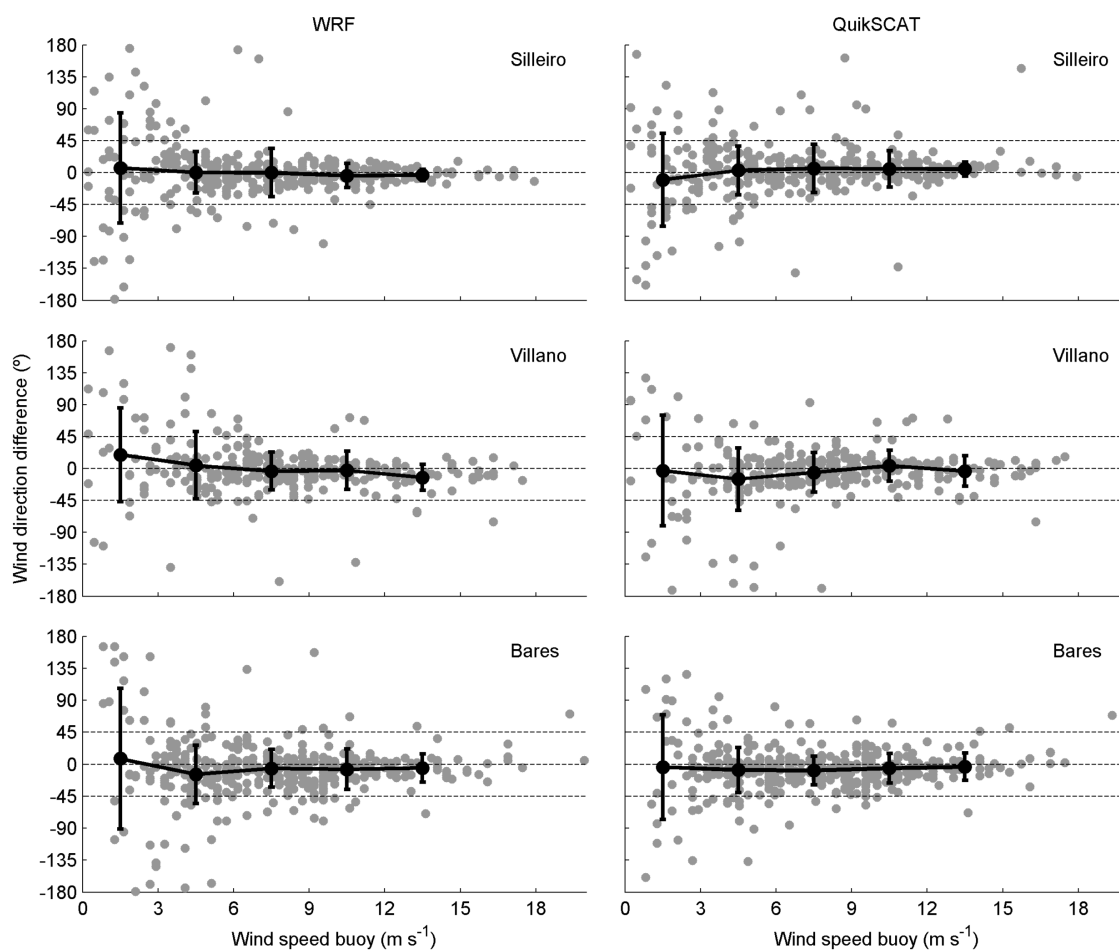 WRF
QuikSCAT
Wind direction difference (º)
180
135
90
45
0
-45
-90
-135
-180
Silleiro
Silleiro
180
135
90
45
0
-45
-90
-135
-180
Villano
Villano
180
135
90
45
0
-45
-90
-135
-180
Bares
Bares
0 3 6 9 12 15 18
0 3 6 9 12 15 18
Wind speed buoy (m s⁻¹)
Wind speed buoy (m s⁻¹)